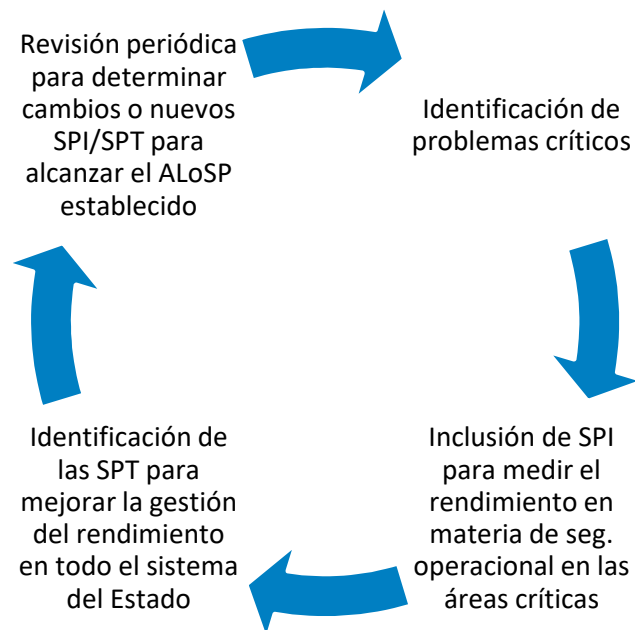 Revisión periódica
para determinar
cambios o nuevos
SPI/SPT para
alcanzar el ALoSP
establecido
Identificación de
problemas críticos
Inclusión de SPI
para medir el
rendimiento en
materia de seg.
operacional en las
áreas críticas
Identificación de
las SPT para
mejorar la gestión
del rendimiento
en todo el sistema
del Estado